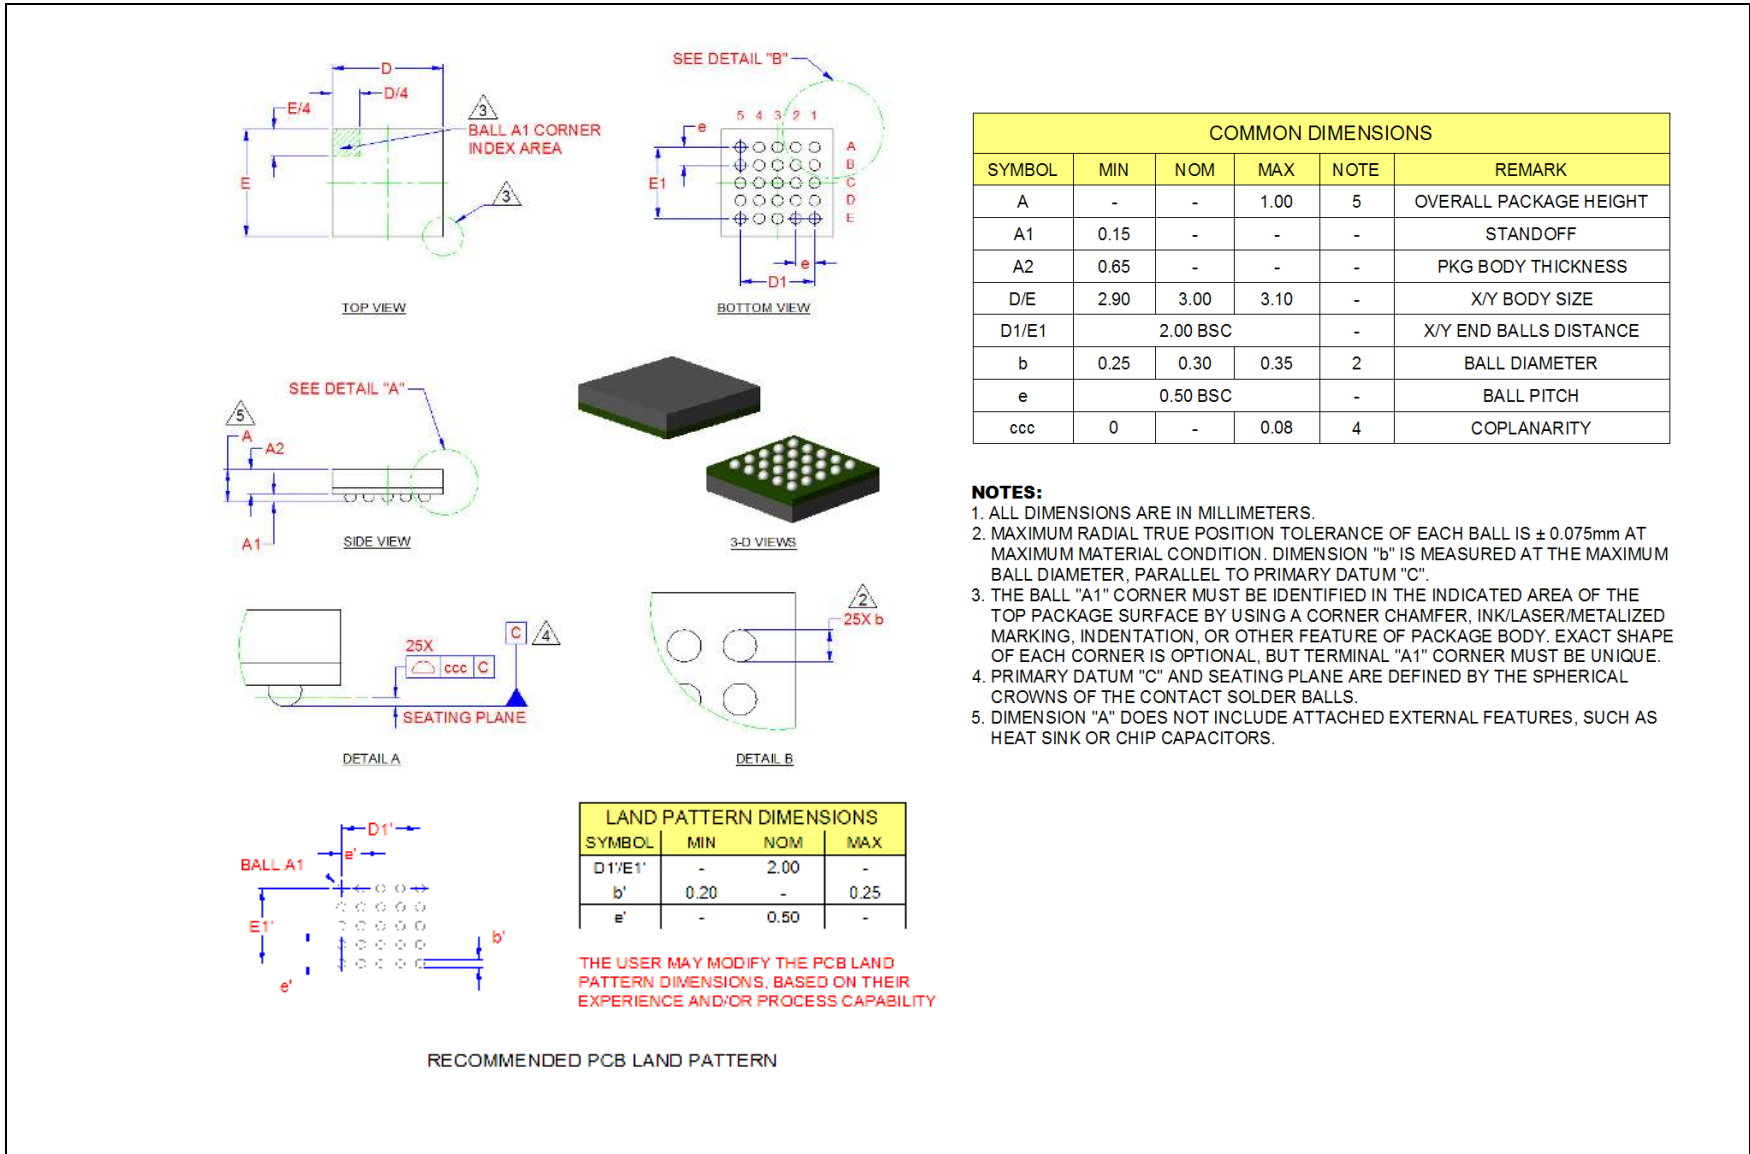 D
D/4
E/4
3
BALL A1 CORNER
INDEX AREA
E
3
TOP VIEW
SEE DETAIL "B"
5 4 3 2 1
e
A
B
C
D
E
E1
e
D1
BOTTOM VIEW
SEE DETAIL "A"
5
A
A2
A1
SIDE VIEW
3-D VIEWS
25X
ccc C
C
4
SEATING PLANE
DETAIL A
2
25X b
DETAIL B
D1'
e'
BALL A1
E1'
b'
e'
LAND PATTERN DIMENSIONS
SYMBOL MIN NOM MAX
D1'/E1' - 2.00 -
b' 0.20 - 0.25
e' - 0.50 -
THE USER MAY MODIFY THE PCB LAND
PATTERN DIMENSIONS, BASED ON THEIR
EXPERIENCE AND/OR PROCESS CAPABILITY
RECOMMENDED PCB LAND PATTERN
COMMON DIMENSIONS
SYMBOL MIN NOM MAX NOTE REMARK
A - - 1.00 5 OVERALL PACKAGE HEIGHT
A1 0.15 - - - STANDOFF
A2 0.65 - - - PKG BODY THICKNESS
D/E 2.90 3.00 3.10 - X/Y BODY SIZE
D1/E1 2.00 BSC - X/Y END BALLS DISTANCE
b 0.25 0.30 0.35 2 BALL DIAMETER
e 0.50 BSC - BALL PITCH
ccc 0 - 0.08 4 COPLANARITY
NOTES:
1. ALL DIMENSIONS ARE IN MILLIMETERS.
2. MAXIMUM RADIAL TRUE POSITION TOLERANCE OF EACH BALL IS ± 0.075mm AT
MAXIMUM MATERIAL CONDITION. DIMENSION "b" IS MEASURED AT THE MAXIMUM
BALL DIAMETER, PARALLEL TO PRIMARY DATUM "C".
3. THE BALL "A1" CORNER MUST BE IDENTIFIED IN THE INDICATED AREA OF THE
TOP PACKAGE SURFACE BY USING A CORNER CHAMFER, INK/LASER/METALIZED
MARKING, INDENTATION, OR OTHER FEATURE OF PACKAGE BODY. EXACT SHAPE
OF EACH CORNER IS OPTIONAL, BUT TERMINAL "A1" CORNER MUST BE UNIQUE.
4. PRIMARY DATUM "C" AND SEATING PLANE ARE DEFINED BY THE SPHERICAL
CROWNS OF THE CONTACT SOLDER BALLS.
5. DIMENSION "A" DOES NOT INCLUDE ATTACHED EXTERNAL FEATURES, SUCH AS
HEAT SINK OR CHIP CAPACITORS.